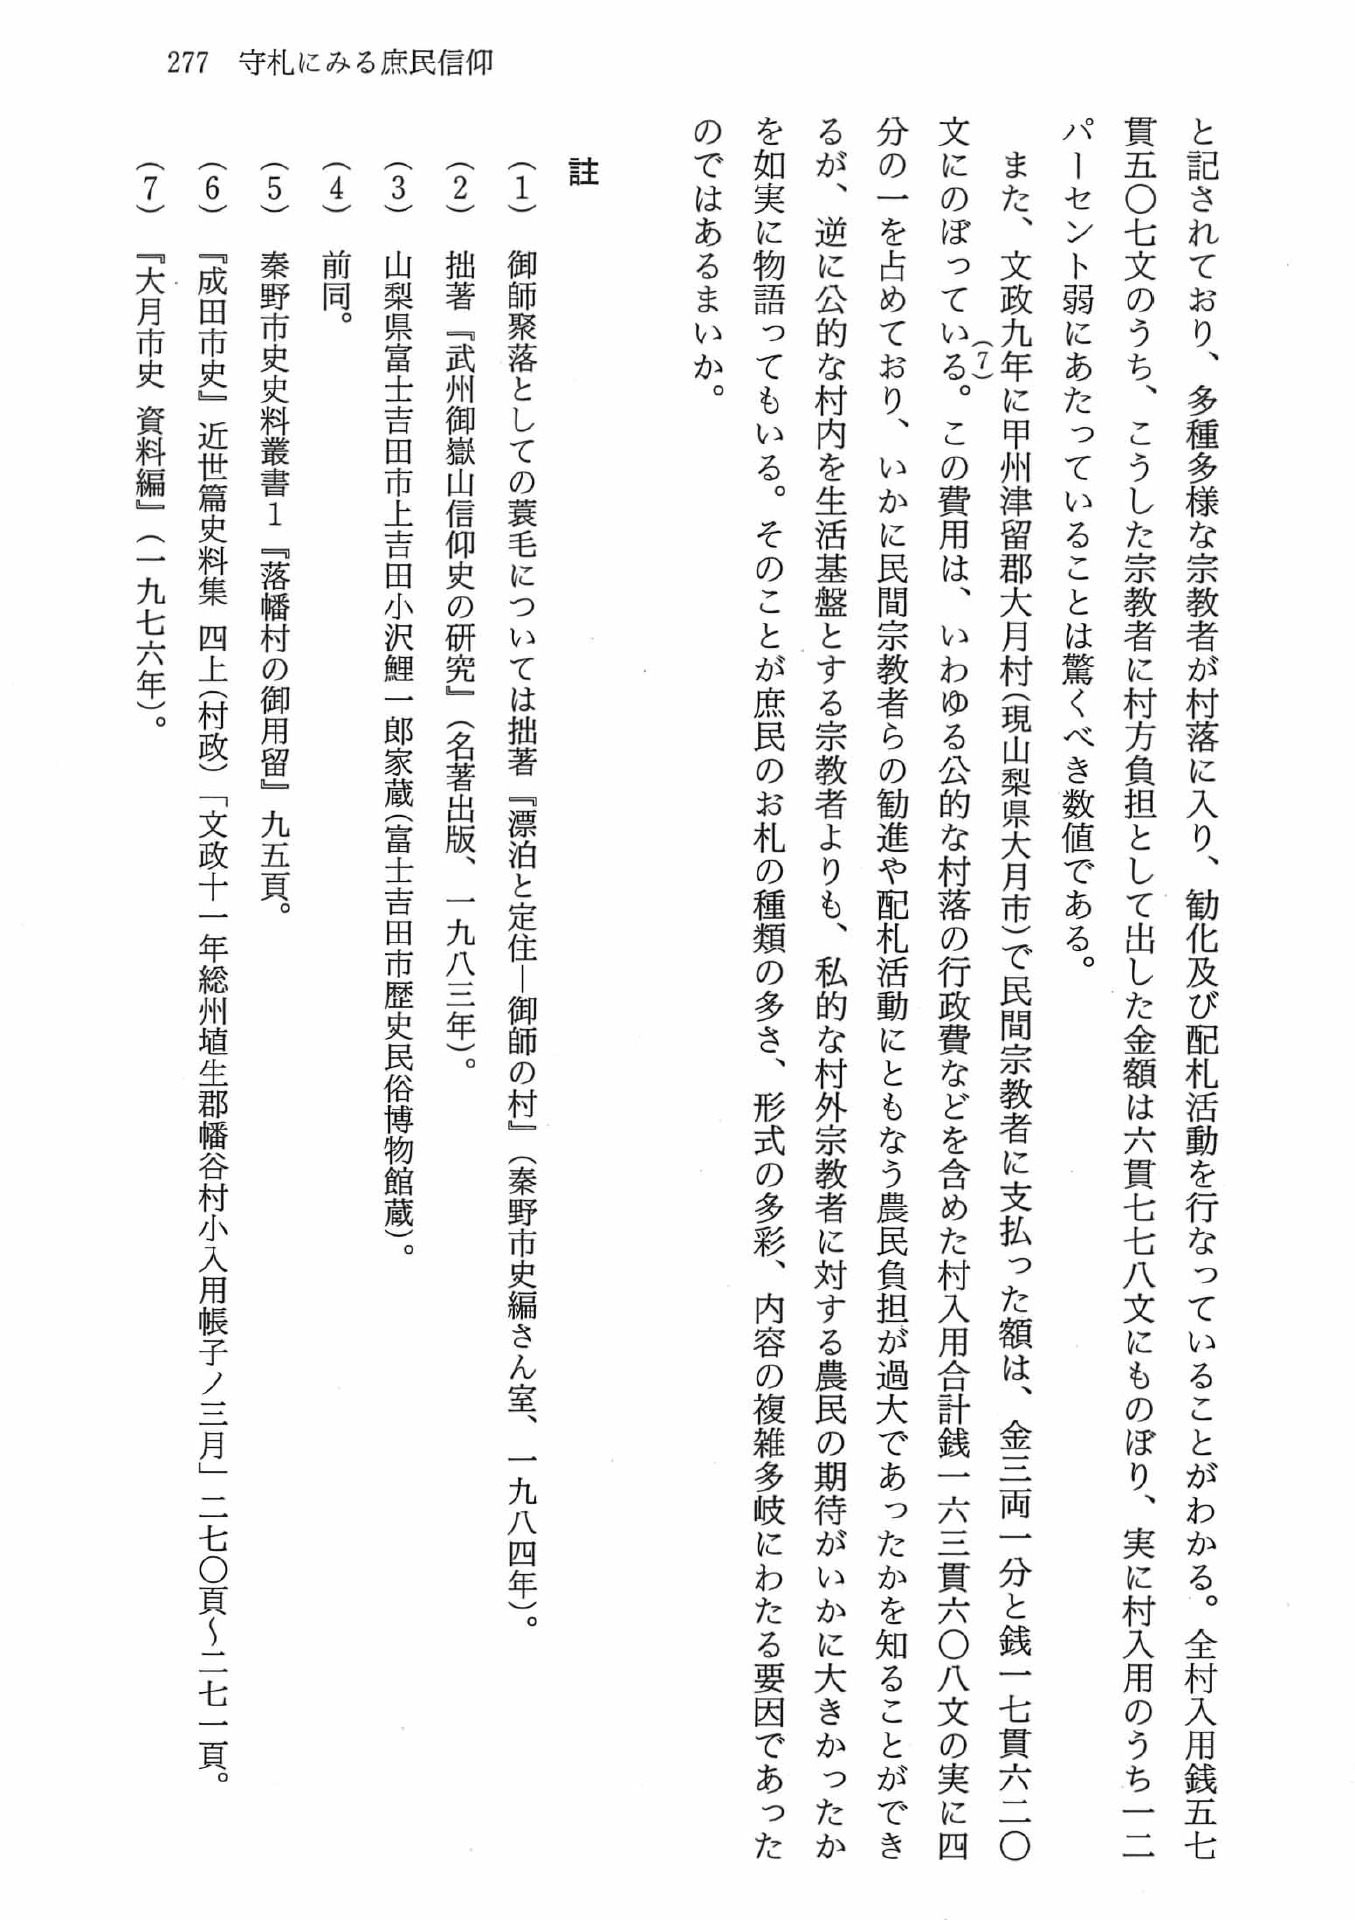 277 守札にみる庶民信仰
と記されており、多種多様な宗教者が村落に入り、勧化及び配札活動を行なっていることがわかる。全村入用銭五七
貫五〇七文のうち、こうした宗教者に村方負担として出した金額は六貫七七八文にものぼり、実に村入用のうち一二
パーセント弱にあたっていることは驚くべき数値である。
また、文政九年に甲州津留郡大月村(現山梨県大月市)で民間宗教者に支払った額は、金三両一分と銭一七貫六二〇
文にのぼっている。(7)この費用は、いわゆる公的な村落の行政費などを含めた村入用合計銭一六三貫六〇八文の実に四
分の一を占めており、いかに民間宗教者らの勧進や配札活動にともなう農民負担が過大であったかを知ることができ
るが、逆に公的な村内を生活基盤とする宗教者よりも、私的な村外宗教者に対する農民の期待がいかに大きかったか
を如実に物語ってもいる。そのことが庶民のお札の種類の多さ、形式の多彩、内容の複雑多岐にわたる要因であった
のではあるまいか。
註
(1) 御師聚落としての蓑毛については拙著『漂泊と定住—御師の村』(秦野市史編さん室、一九八四年)。
(2) 拙著『武州御嶽山信仰史の研究』(名著出版、一九八三年)。
(3) 山梨県富士吉田市上吉田小沢鯉一郎家蔵(富士吉田市歴史民俗博物館蔵)。
(4) 前同。
(5) 秦野市史史料叢書1『落幡村の御用留』九五頁。
(6) 『成田市史』近世篇史料集 四上(村政)「文政十一年総州埴生郡幡谷村小入用帳子ノ三月」二七〇頁〜二七一頁。
(7) 『大月市史 資料編』(一九七六年)。